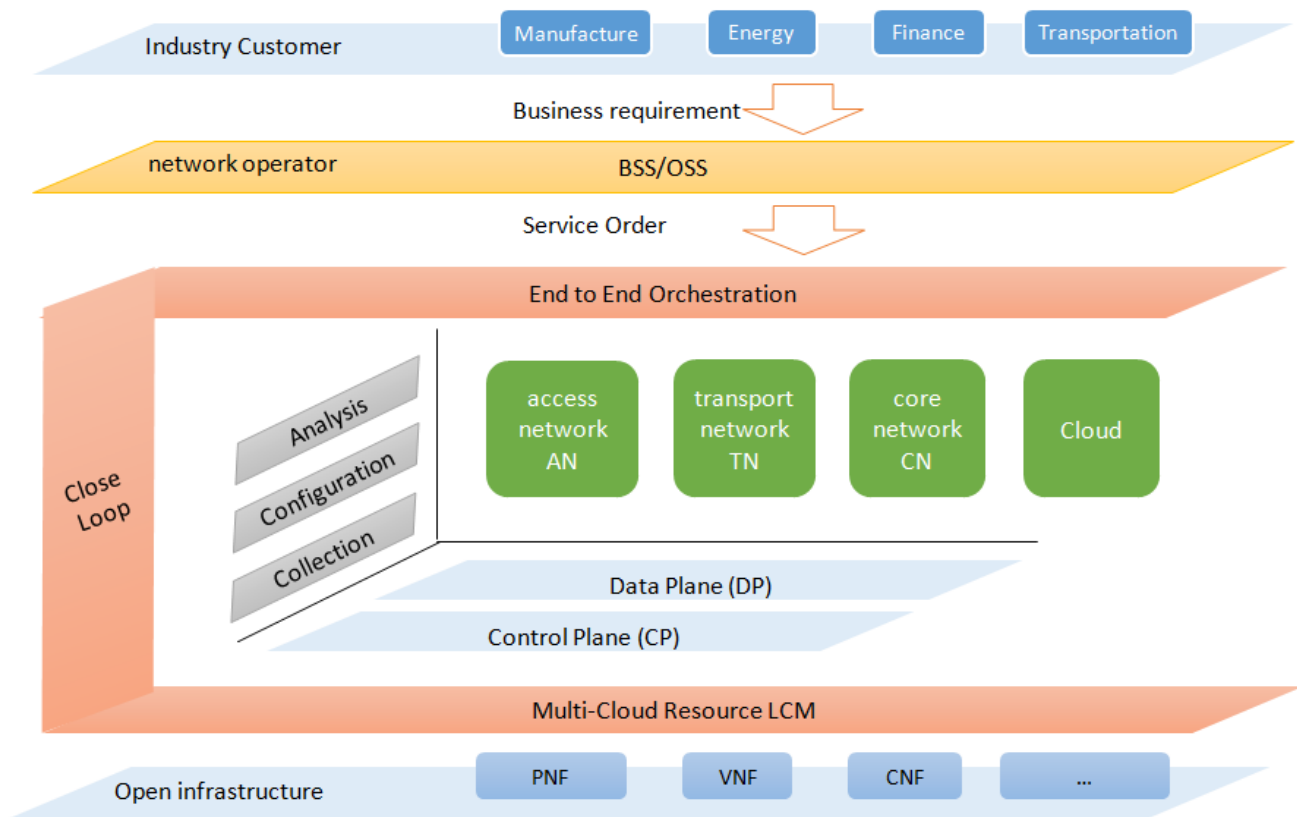 Industry Customer
Manufacture
Energy
Finance
Transportation
Business requirement
network operator
BSS/OSS
Service Order
End to End Orchestration
Close
Loop
Analysis
Configuration
Collection
access
network
AN
transport
network
TN
core
network
CN
Cloud
Data Plane (DP)
Control Plane (CP)
Multi-Cloud Resource LCM
Open infrastructure
PNF
VNF
CNF
...